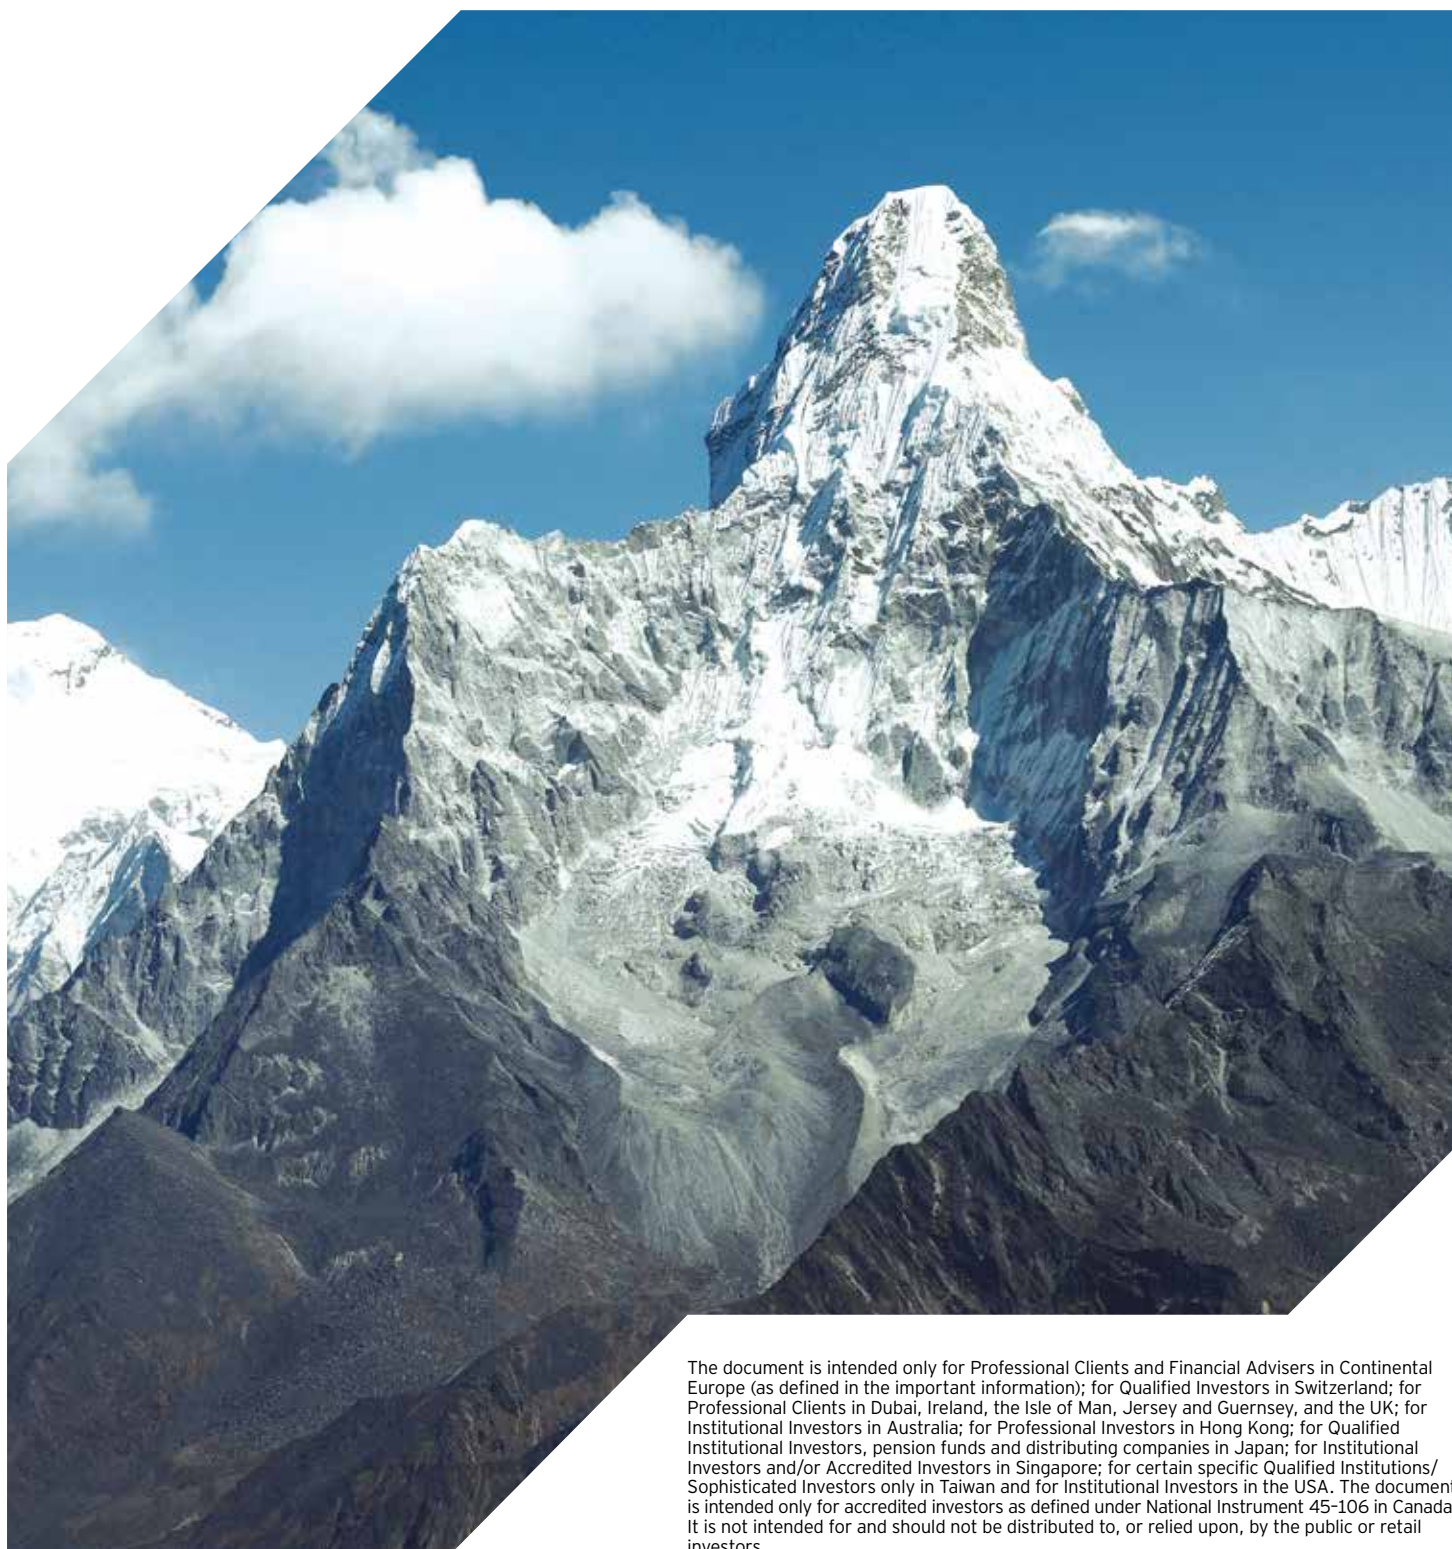 The document is intended only for Professional Clients and Financial Advisers in Continental
Europe (as defined in the important information); for Qualified Investors in Switzerland; for
Professional Clients in Dubai, Ireland, the Isle of Man, Jersey and Guernsey, and the UK; for
Institutional Investors in Australia; for Professional Investors in Hong Kong; for Qualified
Institutional Investors, pension funds and distributing companies in Japan; for Institutional
Investors and/or Accredited Investors in Singapore; for certain specific Qualified Institutions/
Sophisticated Investors only in Taiwan and for Institutional Investors in the USA. The document
is intended only for accredited investors as defined under National Instrument 45-106 in Canada
It is not intended for and should not be distributed to, or relied upon, by the public or retail
investors